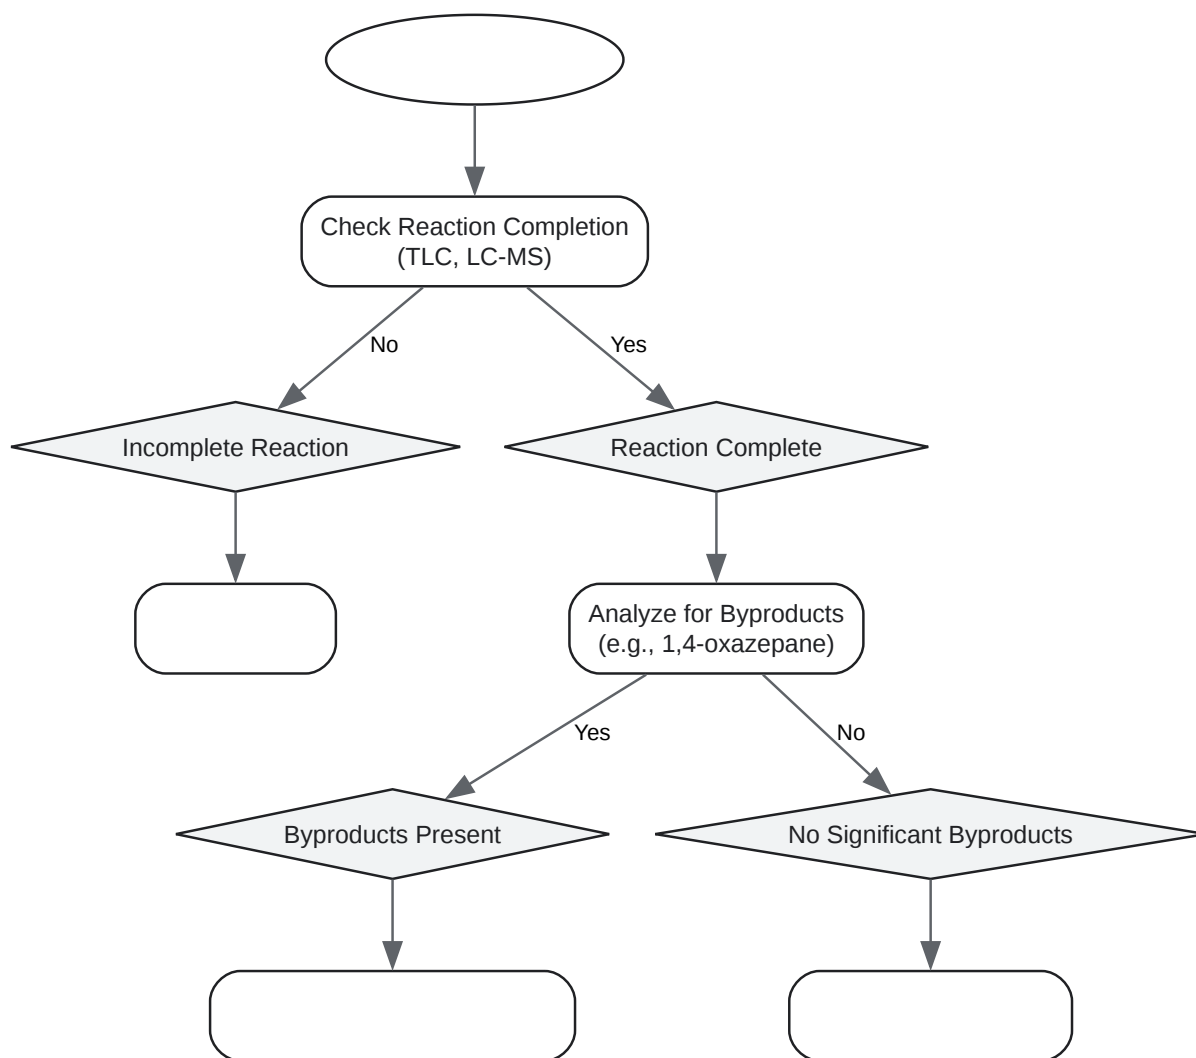 Check Reaction Completion
(TLC, LC-MS)
No
Yes
Incomplete Reaction
Reaction Complete
Analyze for Byproducts
(e.g., 1,4-oxazepane)
Yes
No
Byproducts Present
No Significant Byproducts